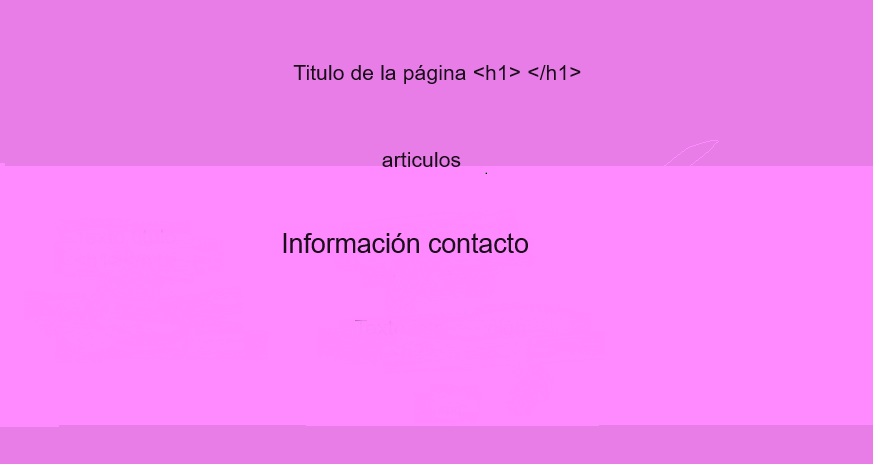 Titulo de la página <h1> </h1>
articulos
Información contacto